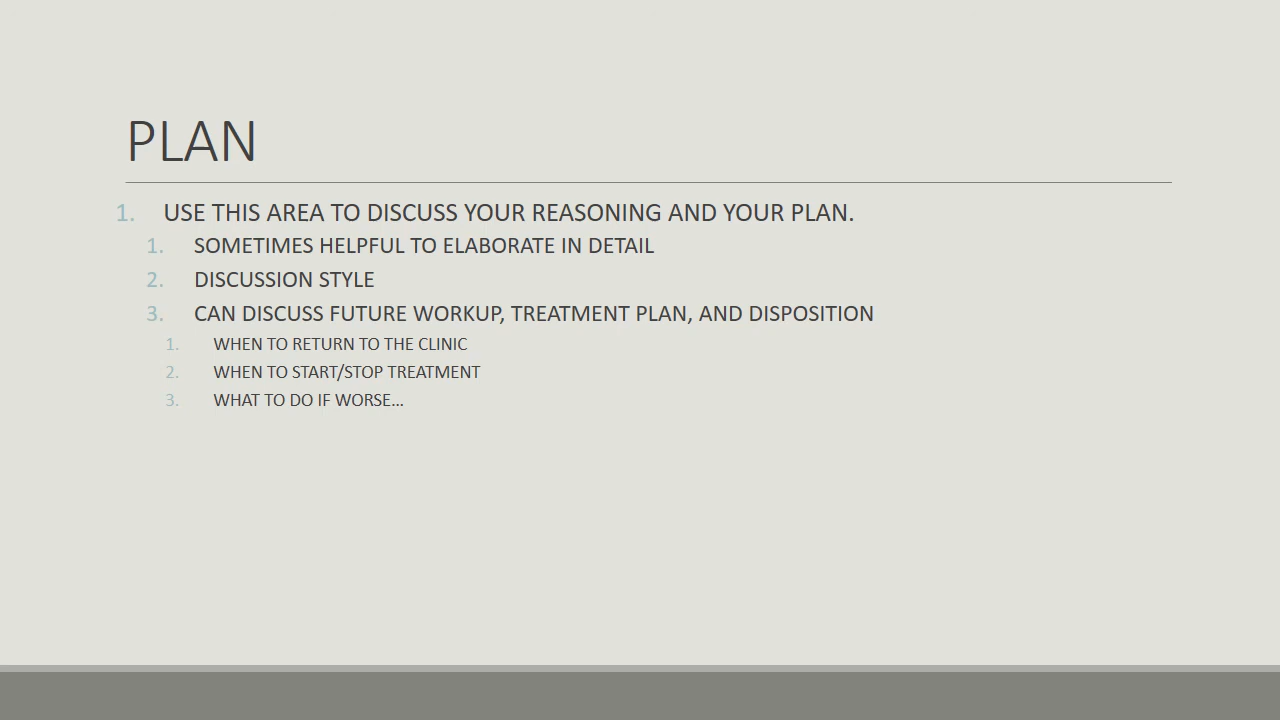 PLAN
1. USE THIS AREA TO DISCUSS YOUR REASONING AND YOUR PLAN.
1. SOMETIMES HELPFUL TO ELABORATE IN DETAIL
2. DISCUSSION STYLE
3. CAN DISCUSS FUTURE WORKUP, TREATMENT PLAN, AND DISPOSITION
1. WHEN TO RETURN TO THE CLINIC
2. WHEN TO START/STOP TREATMENT
3. WHAT TO DO IF WORSE…